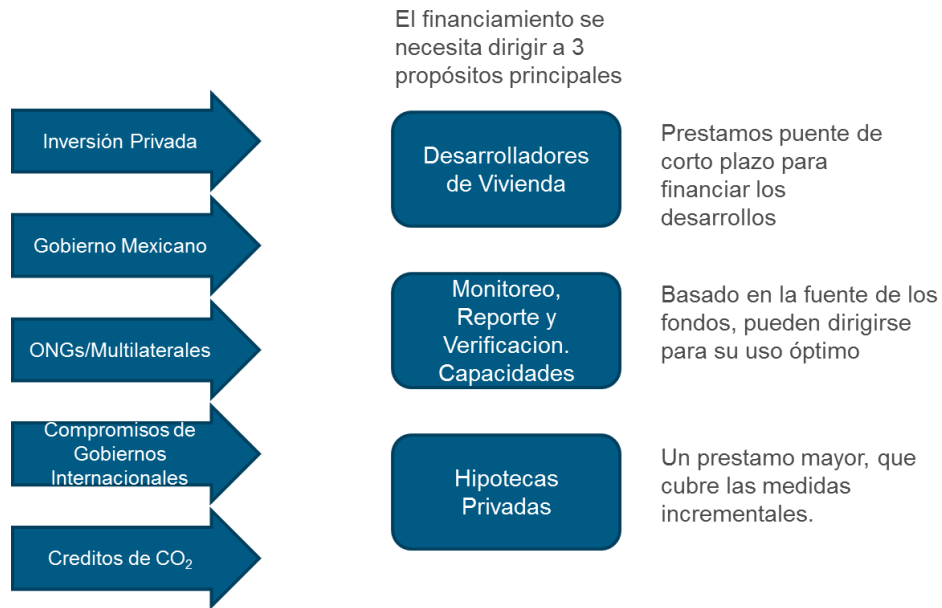 El financiamiento se
necesita dirigir a 3
propósitos principales
Inversión Privada
Gobierno Mexicano
ONGs/Multilaterales
Compromisos de
Gobiernos
Internacionales
Creditos de CO₂
Desarrolladores
de Vivienda
Prestamos puente de
corto plazo para
financiar los
desarrollos
Monitoreo,
Reporte y
Verificacion.
Capacidades
Basado en la fuente de los
fondos, pueden dirigirse
para su uso óptimo
Hipotecas
Privadas
Un prestamo mayor, que
cubre las medidas
incrementales.